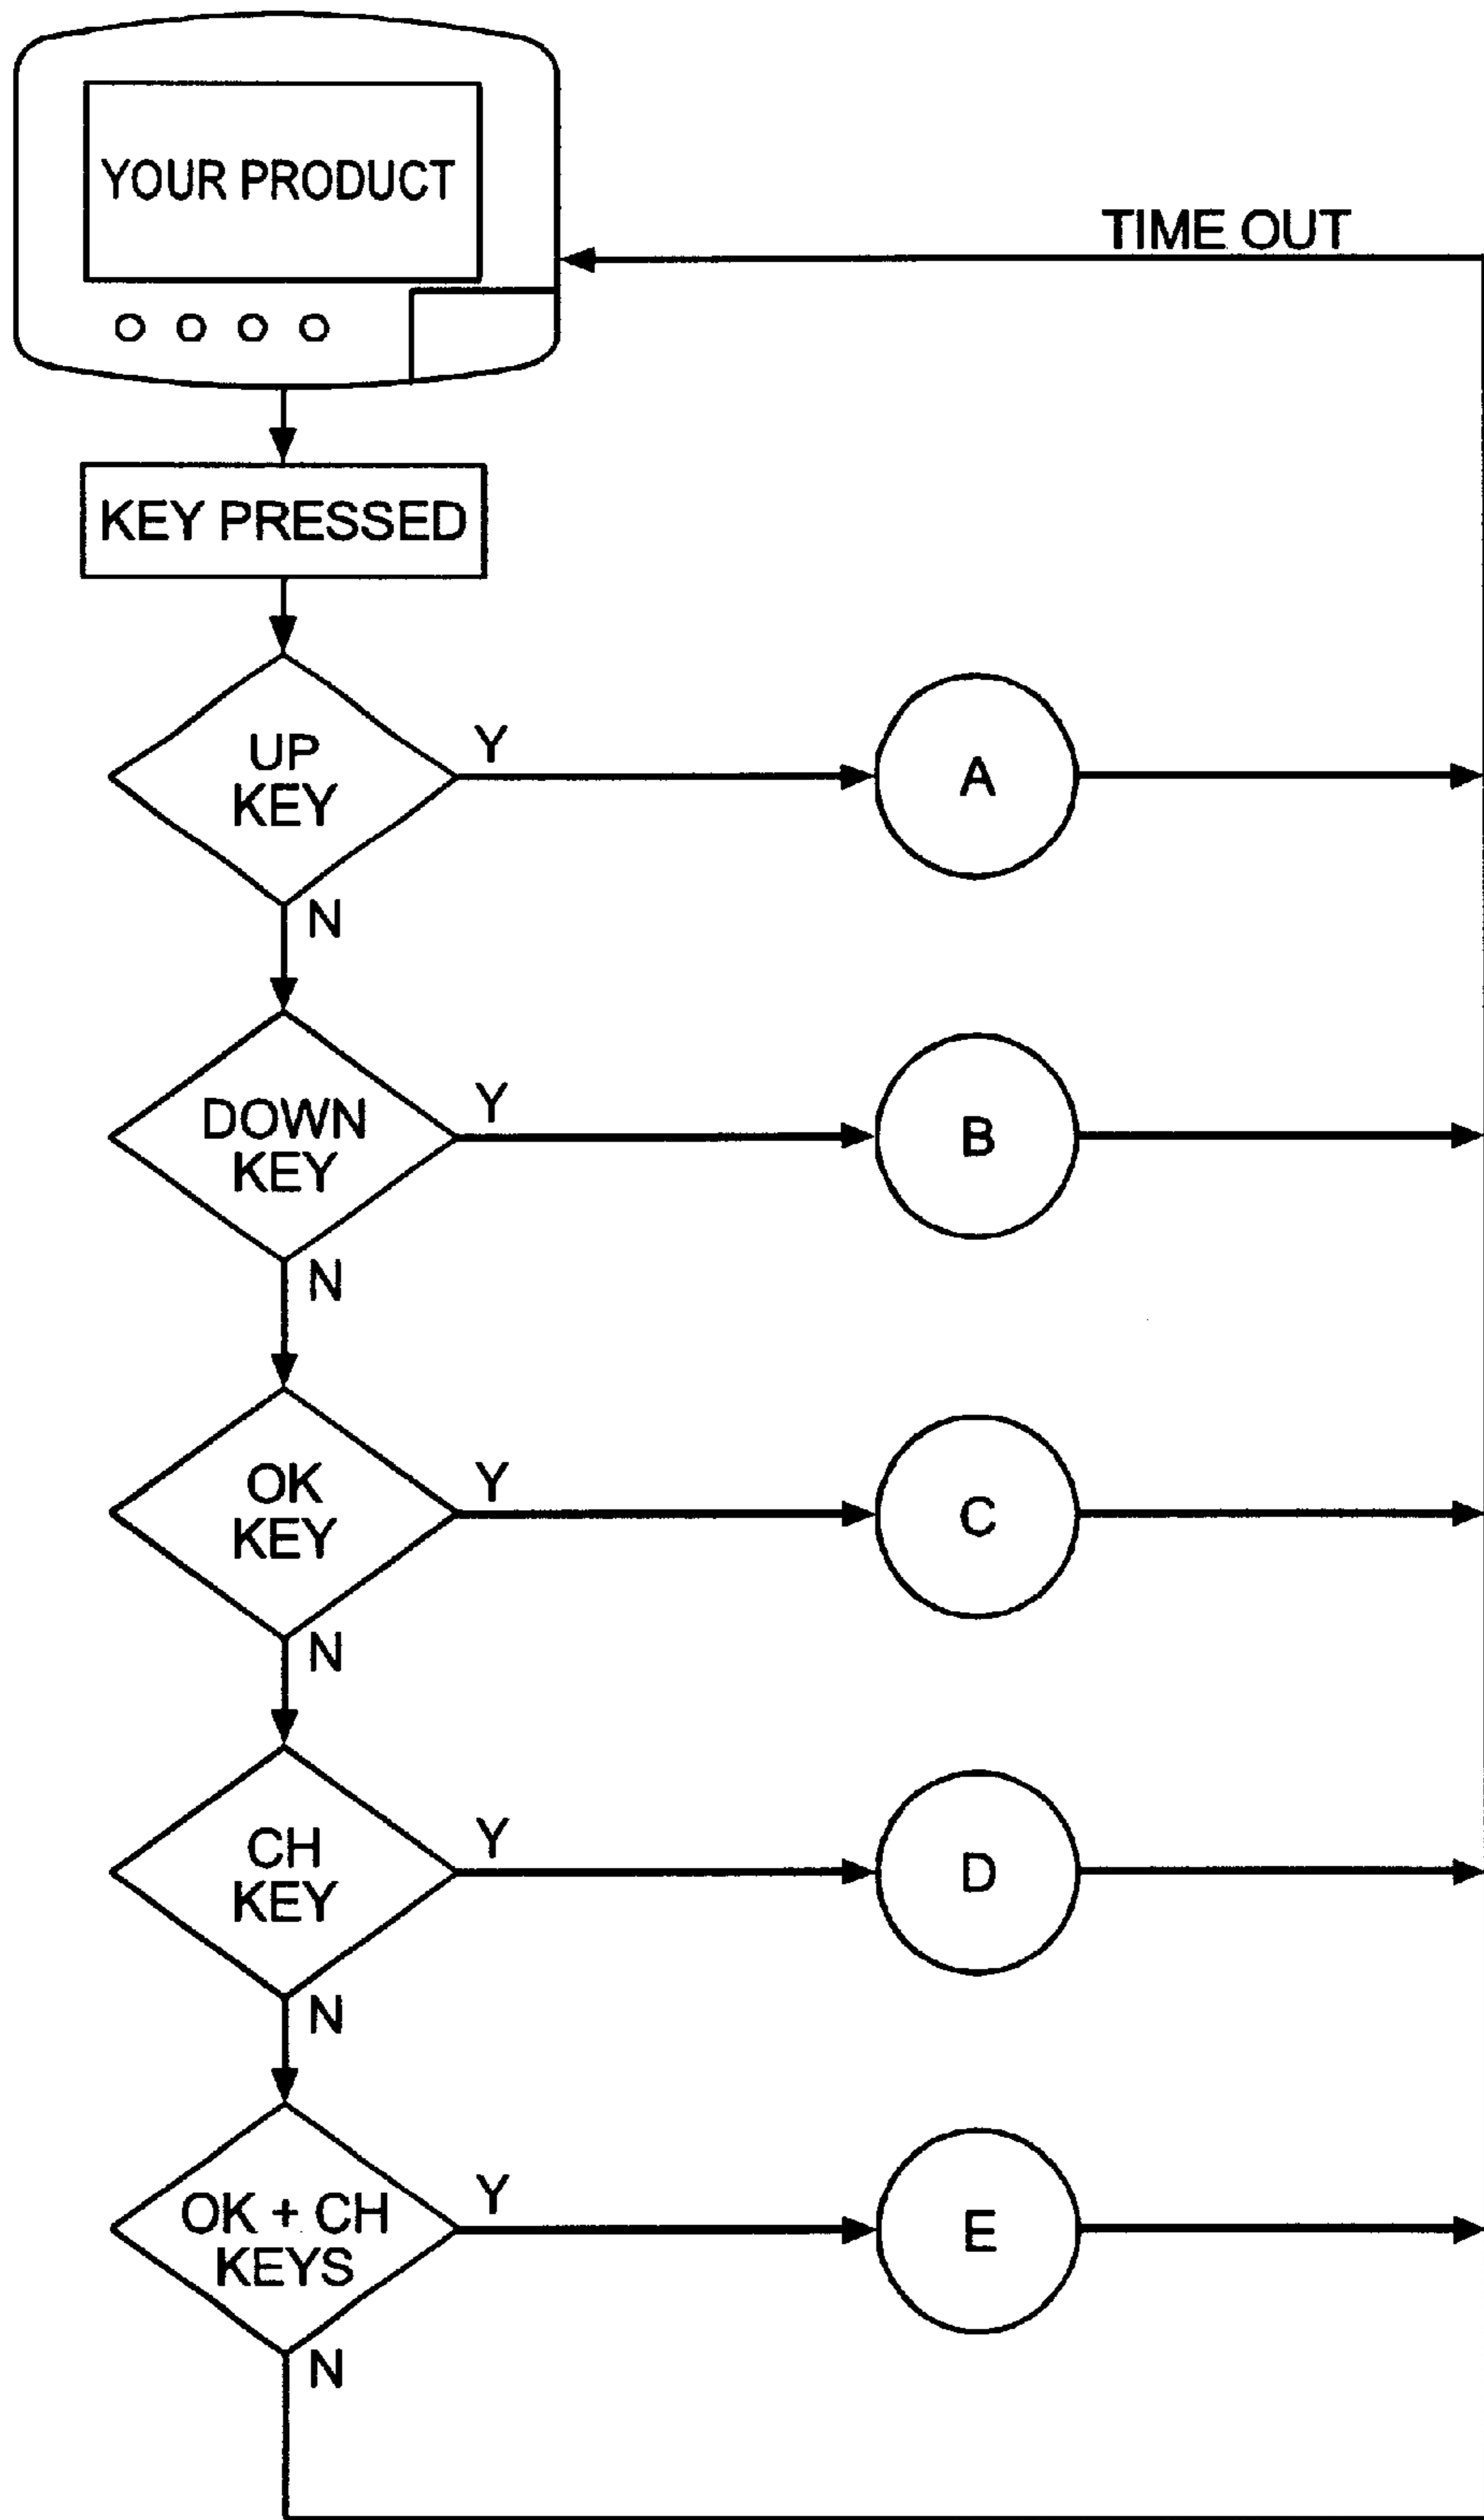 YOUR PRODUCT
TIME OUT
KEY PRESSED
UP
KEY
Y
A
N
DOWN
KEY
Y
B
N
OK
KEY
Y
C
N
CH
KEY
Y
D
N
OK + CH
KEYS
Y
E
N